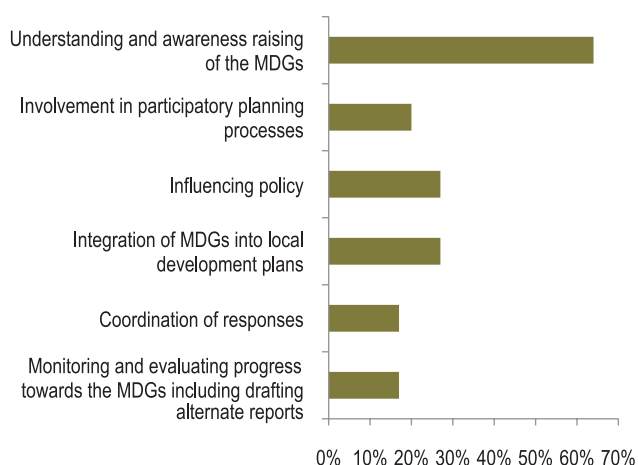 Understanding and awareness raising
of the MDGs
Involvement in participatory planning
processes
Influencing policy
Integration of MDGs into local
development plans
Coordination of responses
Monitoring and evaluating progress
towards the MDGs including drafting
alternate reports
0% 10% 20% 30% 40% 50% 60% 70%